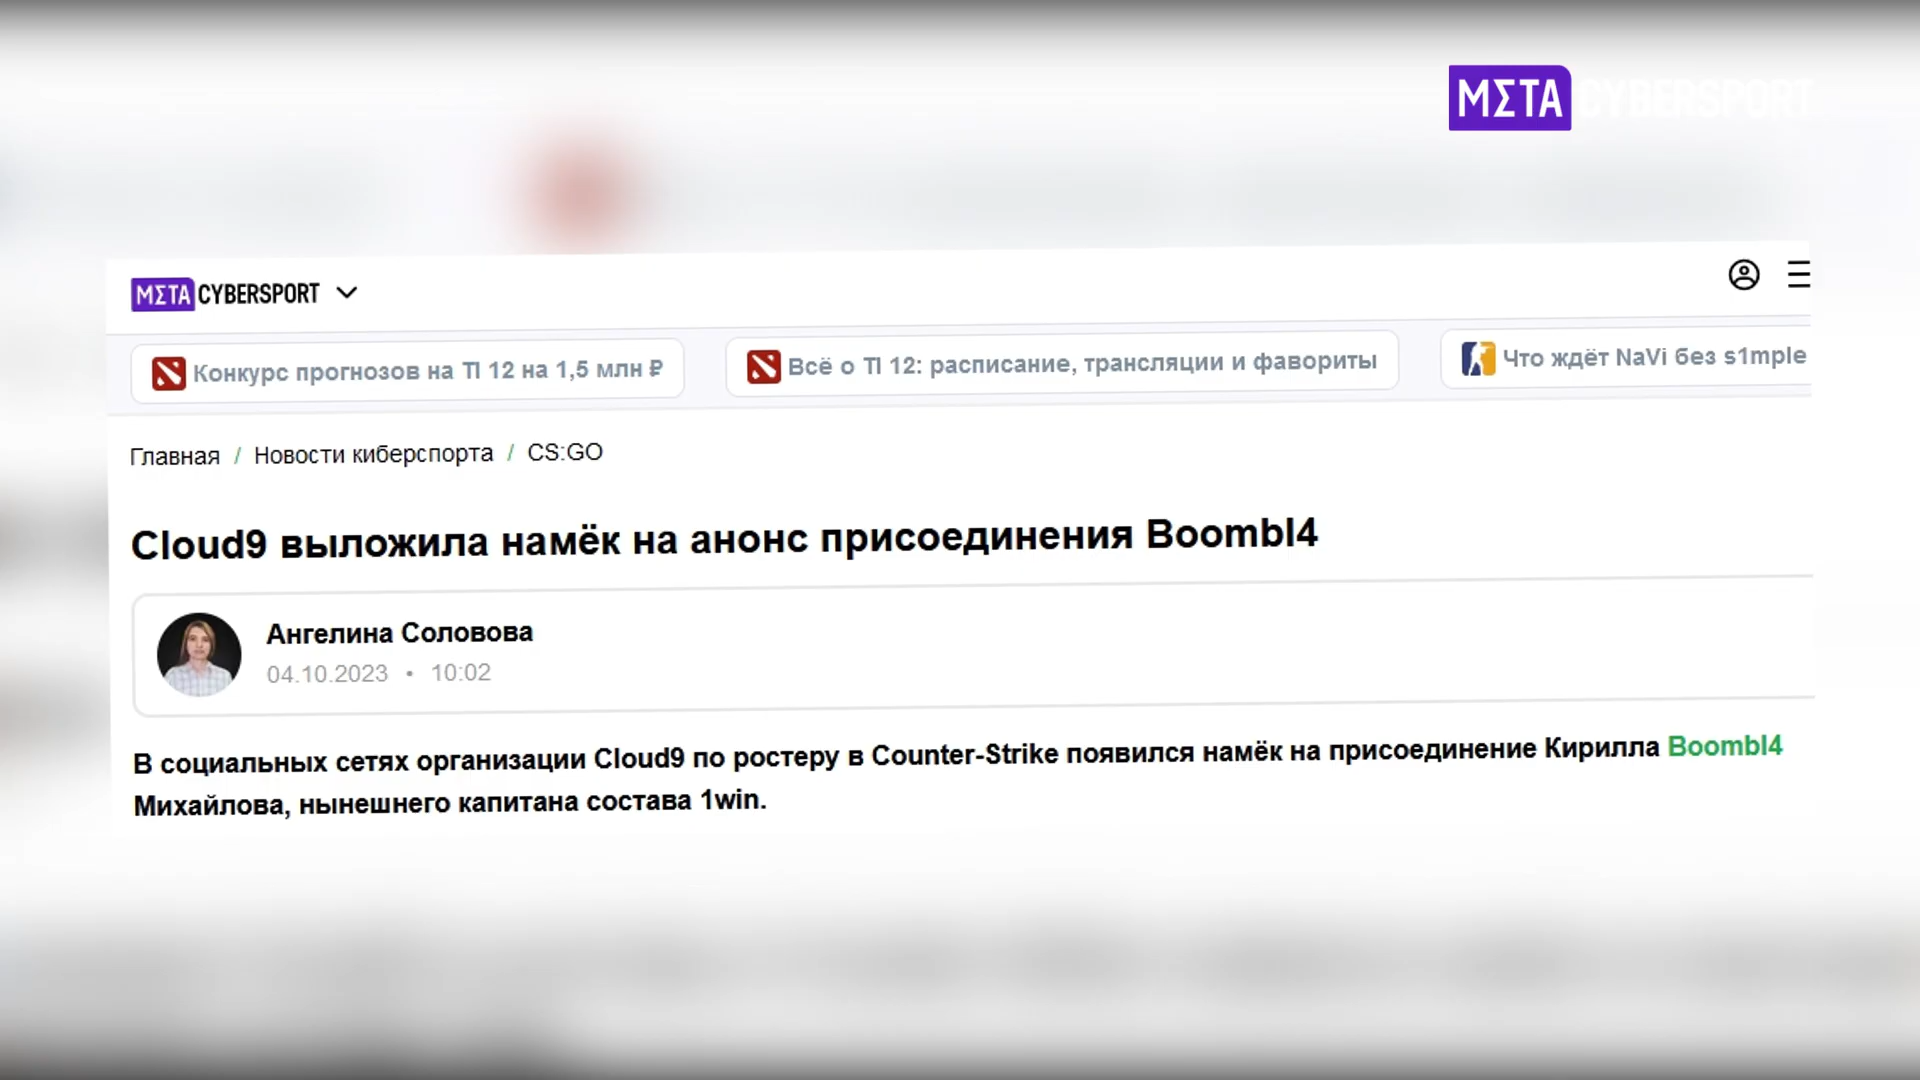 МΣТА CYBERSPORT
МΣТА CYBERSPORT
Конкурс прогнозов на TI 12 на 1,5 млн ₽
Всё о TI 12: расписание, трансляции и фавориты
Что ждёт NaVi без s1mple
Главная / Новости киберспорта / CS:GO
Cloud9 выложила намёк на анонс присоединения Boombl4
Ангелина Соловова
04.10.2023 • 10:02
В социальных сетях организации Cloud9 по ростеру в Counter-Strike появился намёк на присоединение Кирилла Boombl4
Михайлова, нынешнего капитана состава 1win.